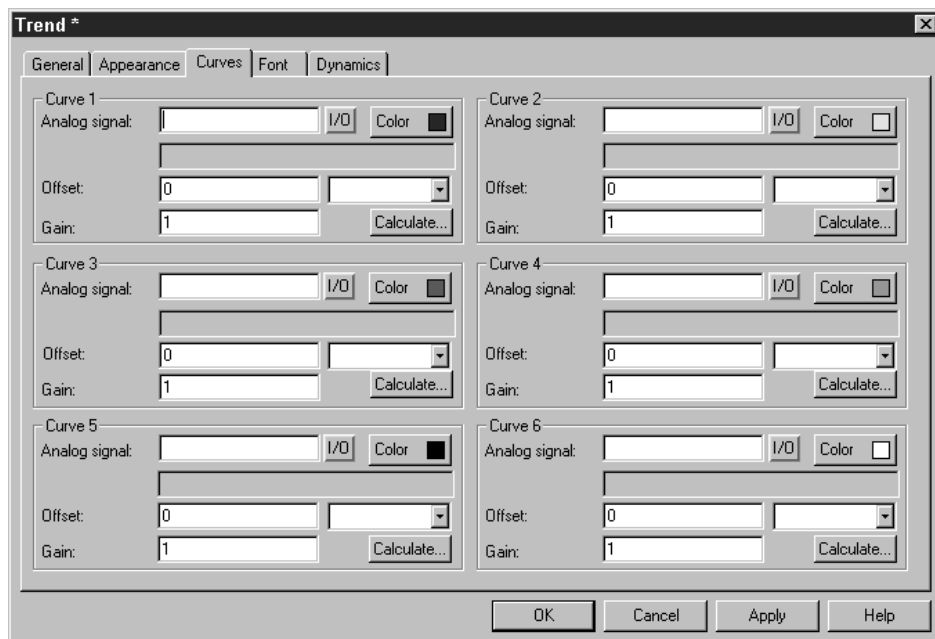 Trend *
General Appearance Curves Font Dynamics
Curve 1
Analog signal: I/O Color
Offset: 0
Gain: 1 Calculate...
Curve 2
Analog signal: I/O Color
Offset: 0
Gain: 1 Calculate...
Curve 3
Analog signal: I/O Color
Offset: 0
Gain: 1 Calculate...
Curve 4
Analog signal: I/O Color
Offset: 0
Gain: 1 Calculate...
Curve 5
Analog signal: I/O Color
Offset: 0
Gain: 1 Calculate...
Curve 6
Analog signal: I/O Color
Offset: 0
Gain: 1 Calculate...
OK Cancel Apply Help